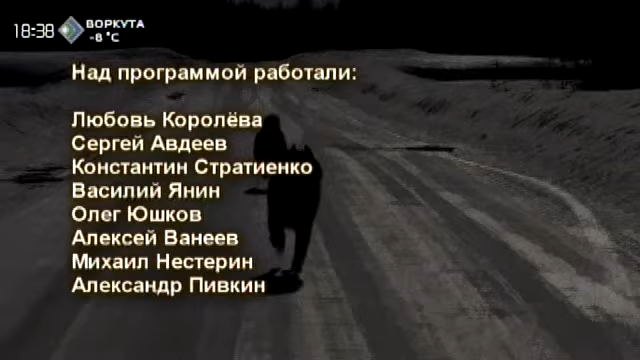 18:38 ВОРКУТА
-8 °C
Над программой работали:
Любовь Королёва
Сергей Авдеев
Константин Стратиенко
Василий Янин
Олег Юшков
Алексей Ванеев
Михаил Нестерин
Александр Пивкин